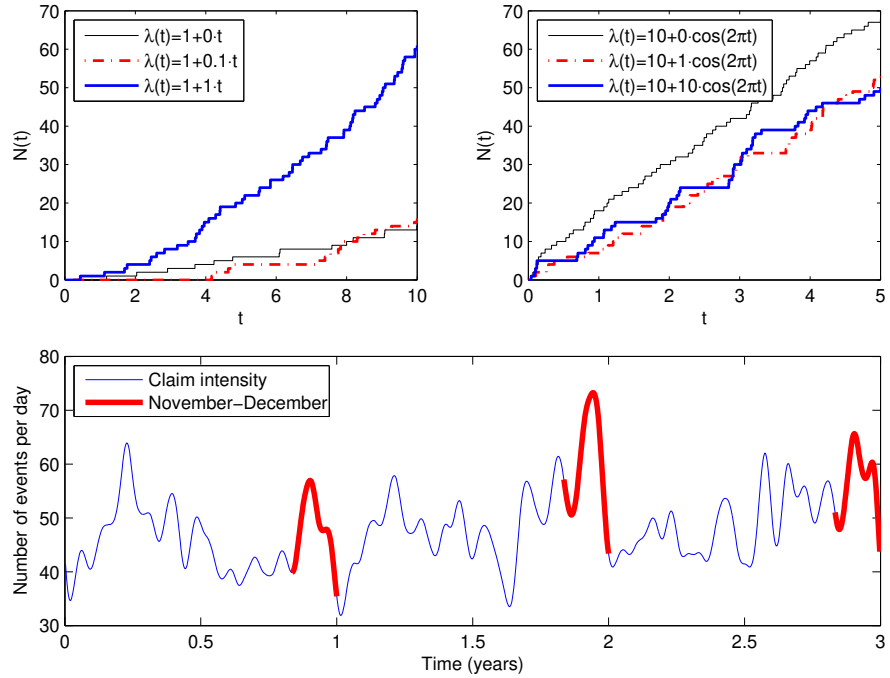 70
60
50
40
30
20
10
0
0 2 4 6 8 10
N(t)
t
λ(t)=1+0·t
λ(t)=1+0.1·t
λ(t)=1+1·t
70
60
50
40
30
20
10
0
0 1 2 3 4 5
N(t)
t
λ(t)=10+0·cos(2πt)
λ(t)=10+1·cos(2πt)
λ(t)=10+10·cos(2πt)
80
70
60
50
40
30
0 0.5 1 1.5 2 2.5 3
Number of events per day
Time (years)
Claim intensity
November−December